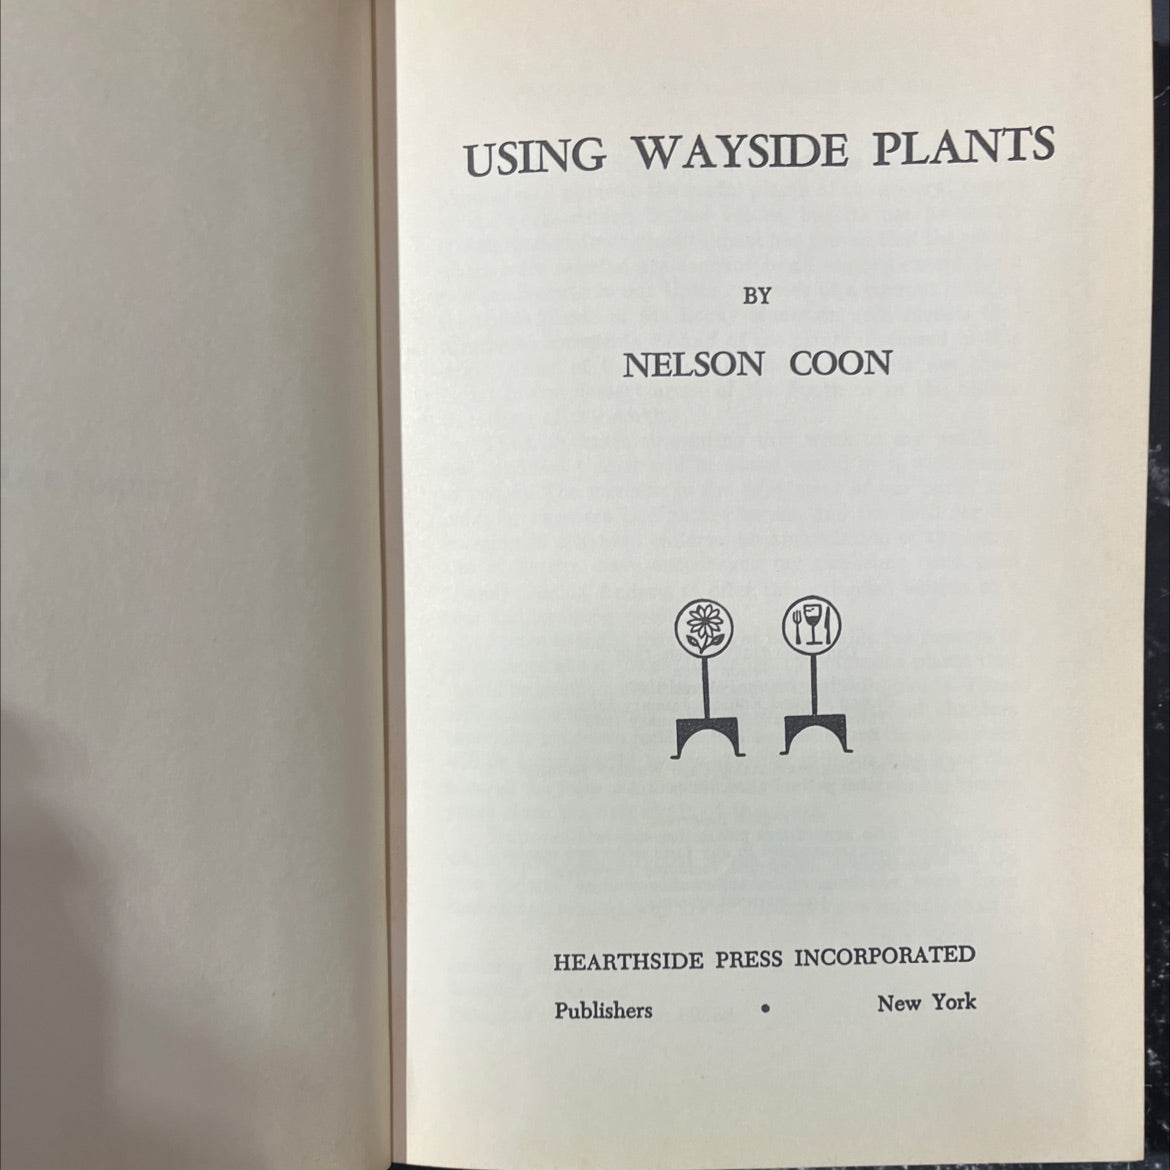 USING WAYSIDE PLANTS
BY
NELSON COON
HEARTHSIDE PRESS INCORPORATED
Publishers • New York